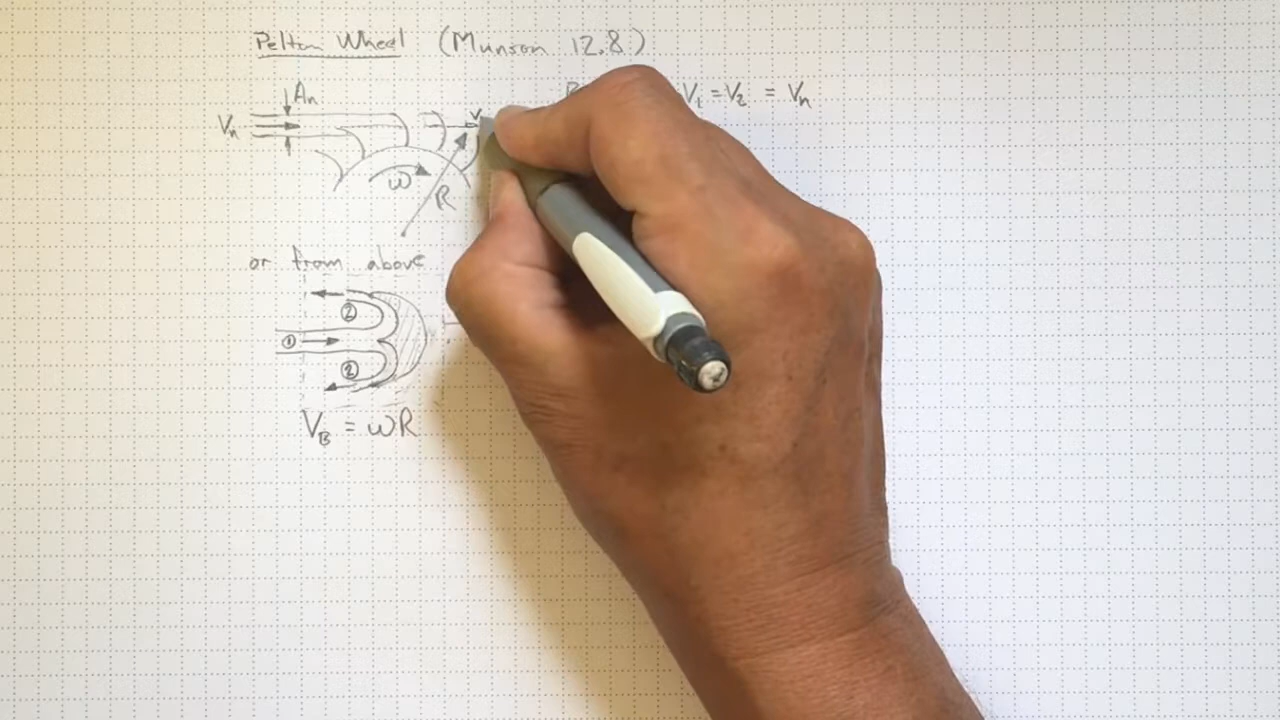 Pelton Wheel (Munson 12.8)
An
V₁ = V₂ = Vn
Vn
ω
R
or from above
②
①
②
V_B = ωR